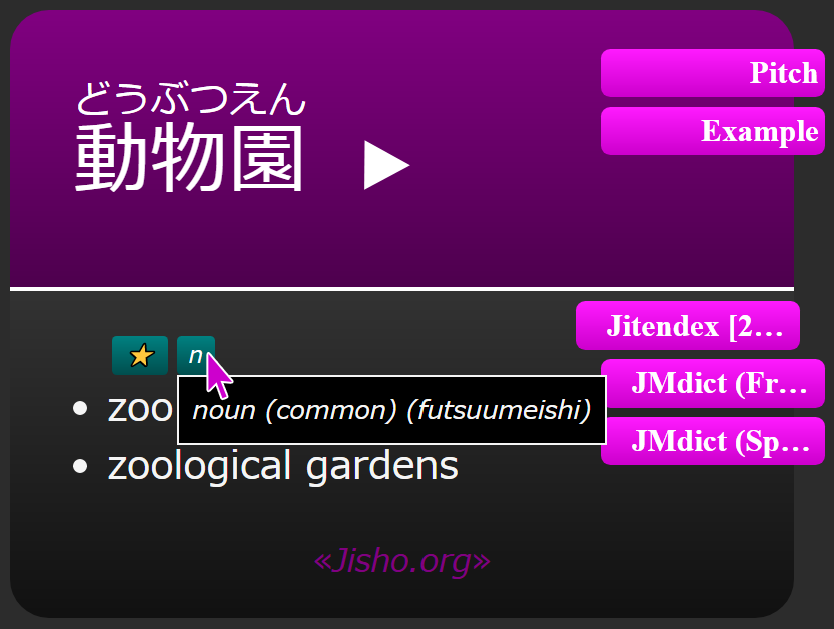 どうぶつえん
動物園
Pitch
Example
Jitendex [2…
JMdict (Fr…
JMdict (Sp…
n
zoo
noun (common) (futsuumeishi)
zoological gardens
«Jisho.org»